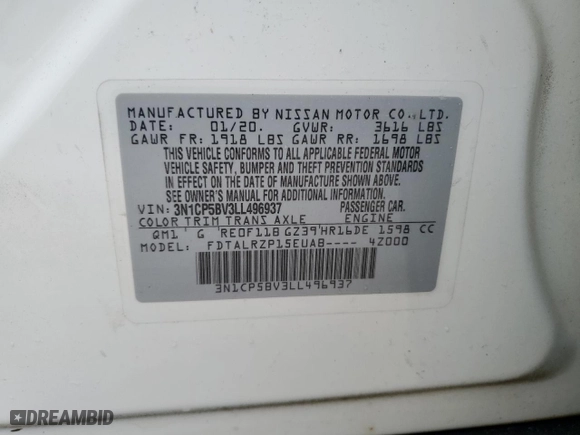 MANUFACTURED BY NISSAN MOTOR CO.,LTD.
DATE: 01/20. GVWR: 3616 LBS
GAWR FR: 1918 LBS GAWR RR: 1698 LBS
THIS VEHICLE CONFORMS TO ALL APPLICABLE FEDERAL MOTOR
VEHICLE SAFETY, BUMPER AND THEFT PREVENTION STANDARDS
IN EFFECT ON THE DATE OF MANUFACTURE SHOWN ABOVE.
SEE OWNER'S MANUAL FOR ADDITIONAL INFORMATION.
VIN: 3N1CP5BV3LL496937 PASSENGER CAR.
COLOR TRIM TRANS AXLE ENGINE
QM1 G RE0F11B GZ39 HR16DE 1598 CC
MODEL: FDTALRZP15EUAB---- 4Z000
3N1CP5BV3LL496937
DREAMBID